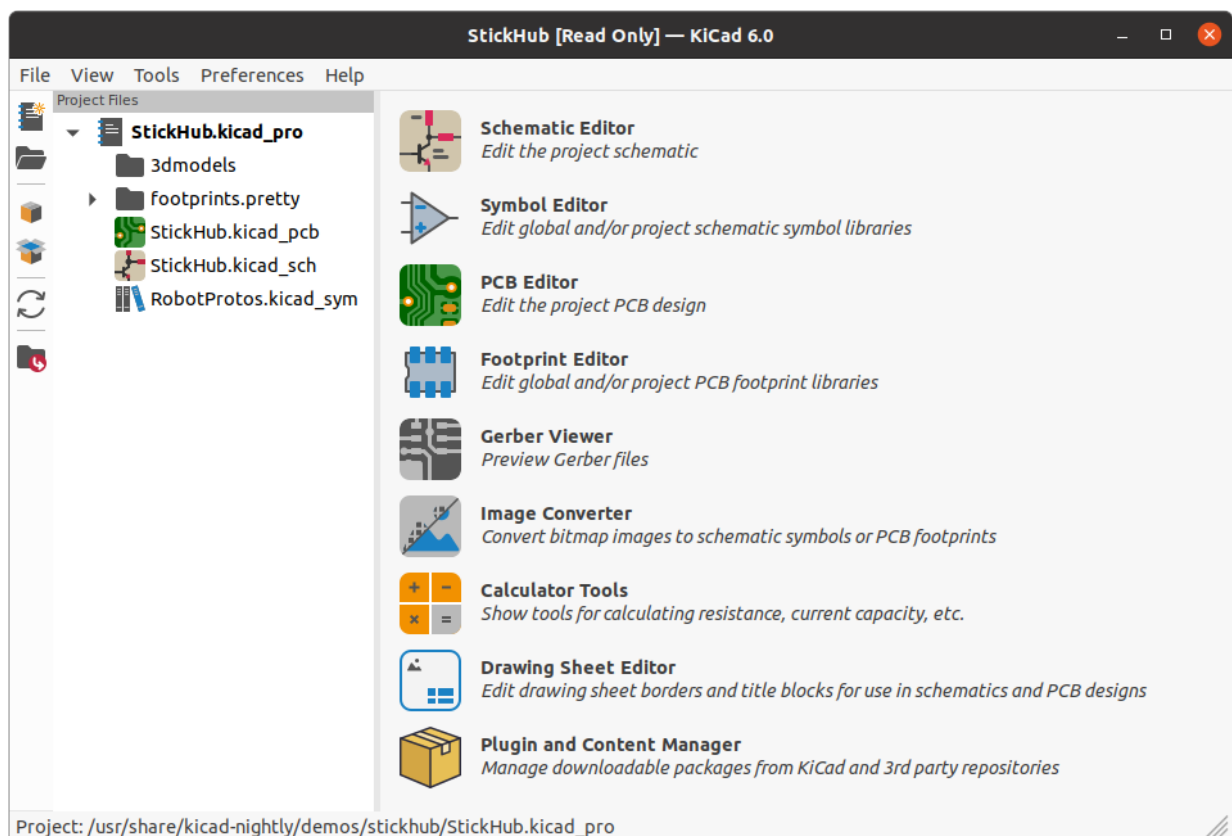 StickHub [Read Only] — KiCad 6.0
File View Tools Preferences Help
Project Files
StickHub.kicad_pro
3dmodels
footprints.pretty
StickHub.kicad_pcb
StickHub.kicad_sch
RobotProtos.kicad_sym
Schematic Editor
Edit the project schematic
Symbol Editor
Edit global and/or project schematic symbol libraries
PCB Editor
Edit the project PCB design
Footprint Editor
Edit global and/or project PCB footprint libraries
Gerber Viewer
Preview Gerber files
Image Converter
Convert bitmap images to schematic symbols or PCB footprints
Calculator Tools
Show tools for calculating resistance, current capacity, etc.
Drawing Sheet Editor
Edit drawing sheet borders and title blocks for use in schematics and PCB designs
Plugin and Content Manager
Manage downloadable packages from KiCad and 3rd party repositories
Project: /usr/share/kicad-nightly/demos/stickhub/StickHub.kicad_pro